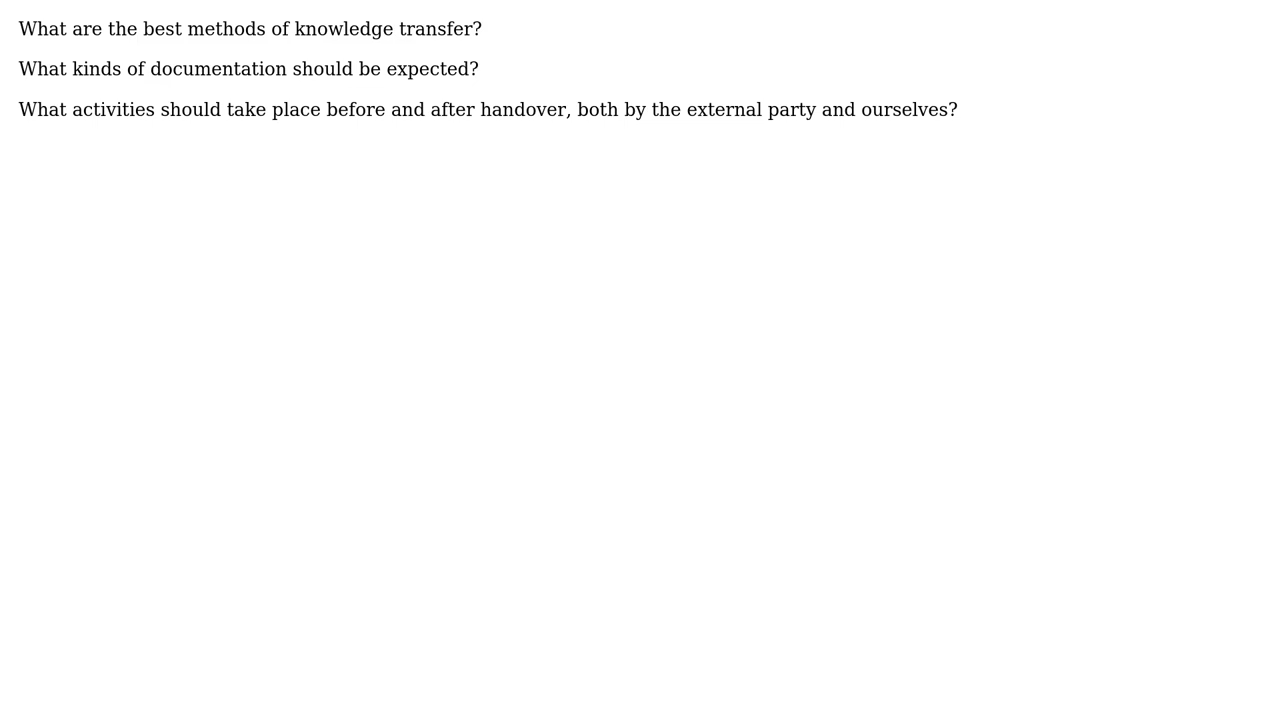 What are the best methods of knowledge transfer?
What kinds of documentation should be expected?
What activities should take place before and after handover, both by the external party and ourselves?